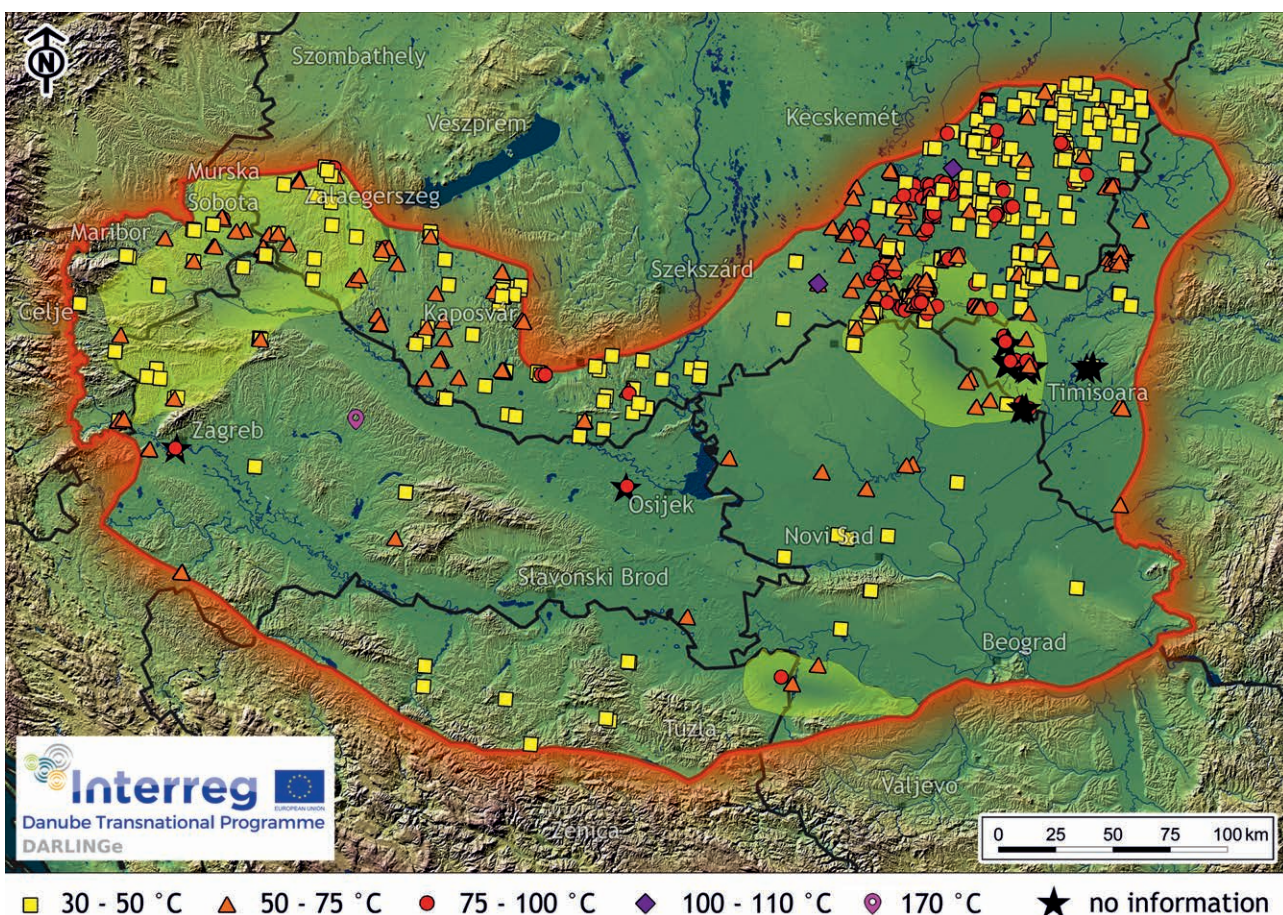 N
Szombathely
Veszprem
Kecskemét
Murska
Sobota
Zalaegerszeg
Maribor
Szekszárd
Celje
Kaposvár
Timisoara
Zagreb
Osijek
Novi Sad
Slavonski Brod
Beograd
Tuzla
Valjevo
Zenica
Interreg
EUROPEAN UNION
Danube Transnational Programme
DARLINGe
0 25 50 75 100 km
30 - 50 °C 50 - 75 °C 75 - 100 °C 100 - 110 °C 170 °C no information